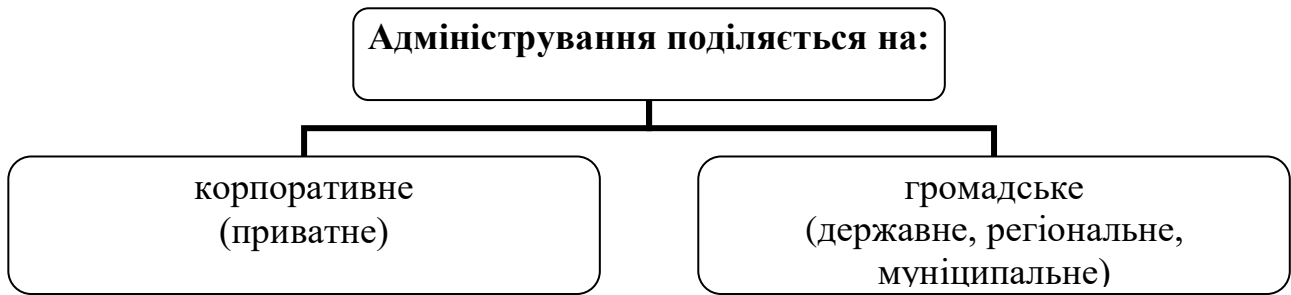 Адміністрування поділяється на:
корпоративне
(приватне)
громадське
(державне, регіональне,
муніципальне)